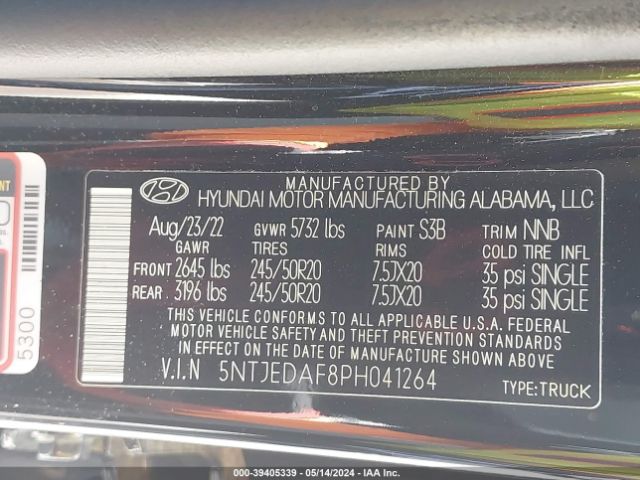 MANUFACTURED BY
HYUNDAI MOTOR MANUFACTURING ALABAMA, LLC
Aug/23/22 GVWR 5732 lbs PAINT S3B TRIM NNB
GAWR TIRES RIMS COLD TIRE INFL
FRONT 2645 lbs 245/50R20 7.5JX20 35 psi SINGLE
REAR 3196 lbs 245/50R20 7.5JX20 35 psi SINGLE
THIS VEHICLE CONFORMS TO ALL APPLICABLE U.S.A. FEDERAL
MOTOR VEHICLE SAFETY AND THEFT PREVENTION STANDARDS
IN EFFECT ON THE DATE OF MANUFACTURE SHOWN ABOVE
V.I.N 5NTJEDAF8PH041264
TYPE:TRUCK
5300
000-39405339 - 05/14/2024 - IAA Inc.